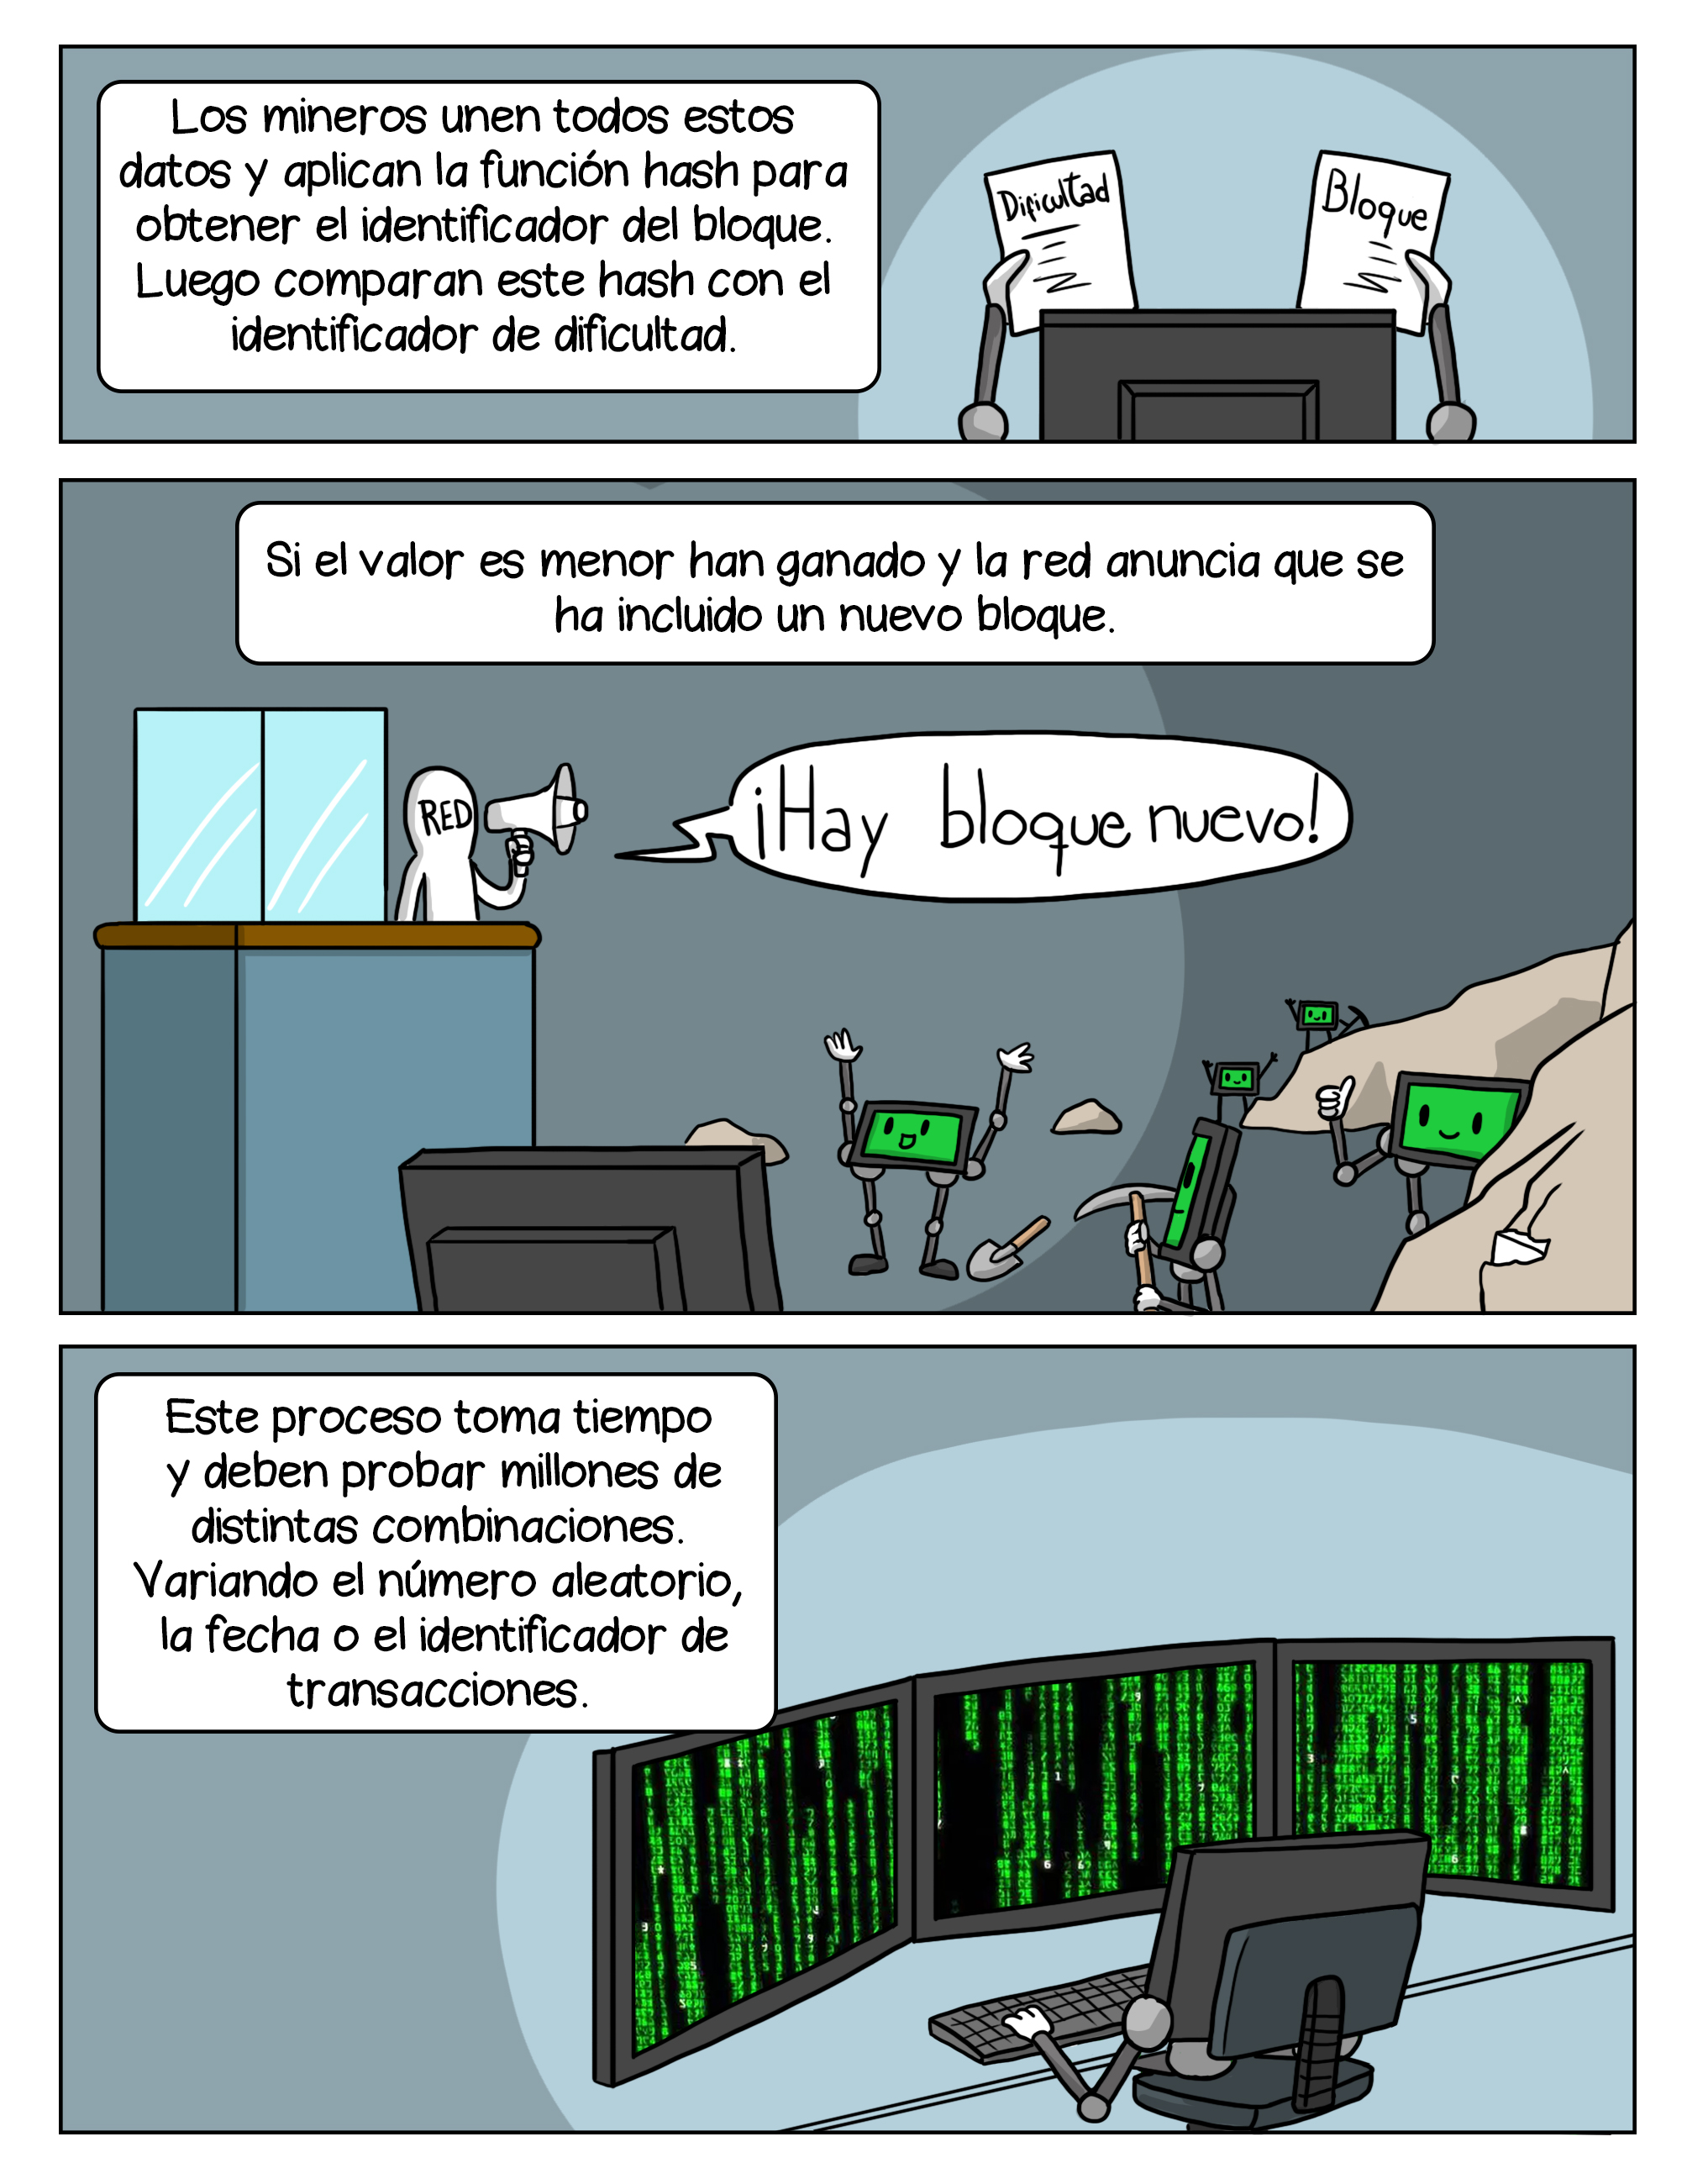 Los mineros unen todos estos
datos y aplican la función hash para
obtener el identificador del bloque.
Luego comparan este hash con el
identificador de dificultad.
Dificultad
Bloque
Si el valor es menor han ganado y la red anuncia que se
ha incluido un nuevo bloque.
RED
¡Hay bloque nuevo!
Este proceso toma tiempo
y deben probar millones de
distintas combinaciones.
Variando el número aleatorio,
la fecha o el identificador de
transacciones.